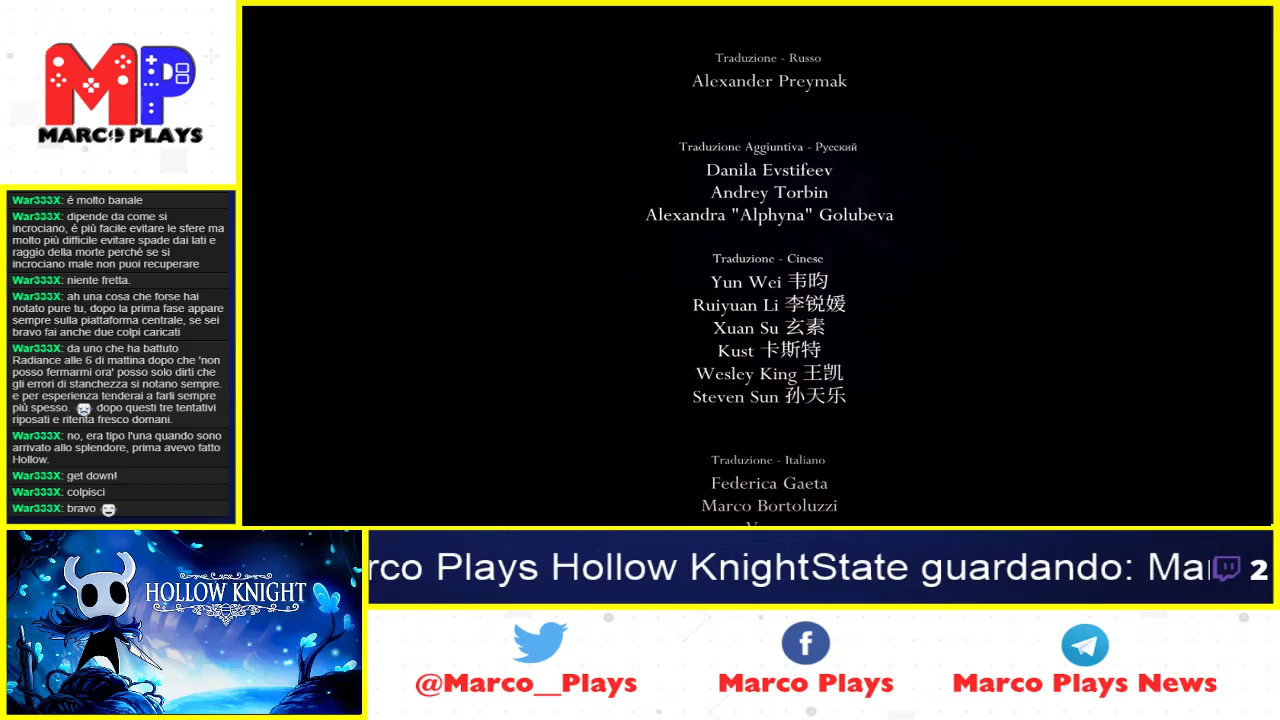 MP
MARCO PLAYS
War333X: é molto banale
War333X: dipende da come si
incrociano, é più facile evitare le sfere ma
molto più difficile evitare spade dai lati e
raggio della morte perché se si
incrociano male non puoi recuperare
War333X: niente fretta.
War333X: ah una cosa che forse hai
notato pure tu, dopo la prima fase appare
sempre sulla piattaforma centrale, se sei
bravo fai anche due colpi caricati
War333X: da uno che ha battuto
Radiance alle 6 di mattina dopo che 'non
posso fermarmi ora' posso solo dirti che
gli errori di stanchezza si notano sempre.
e per esperienza tenderai a farli sempre
più spesso. dopo questi tre tentativi
riposati e ritenta fresco domani.
War333X: no, era tipo l'una quando sono
arrivato allo splendore, prima avevo fatto
Hollow.
War333X: get down!
War333X: colpisci
War333X: bravo
Traduzione - Russo
Alexander Preymak
Traduzione Aggiuntiva - Русский
Danila Evstifeev
Andrey Torbin
Alexandra "Alphyna" Golubeva
Traduzione - Cinese
Yun Wei 韦昀
Ruiyuan Li 李锐媛
Xuan Su 玄素
Kust 卡斯特
Wesley King 王凯
Steven Sun 孙天乐
Traduzione - Italiano
Federica Gaeta
Marco Bortoluzzi
HOLLOW KNIGHT
rco Plays Hollow KnightState guardando: Mar 2
@Marco__Plays
Marco Plays
Marco Plays News